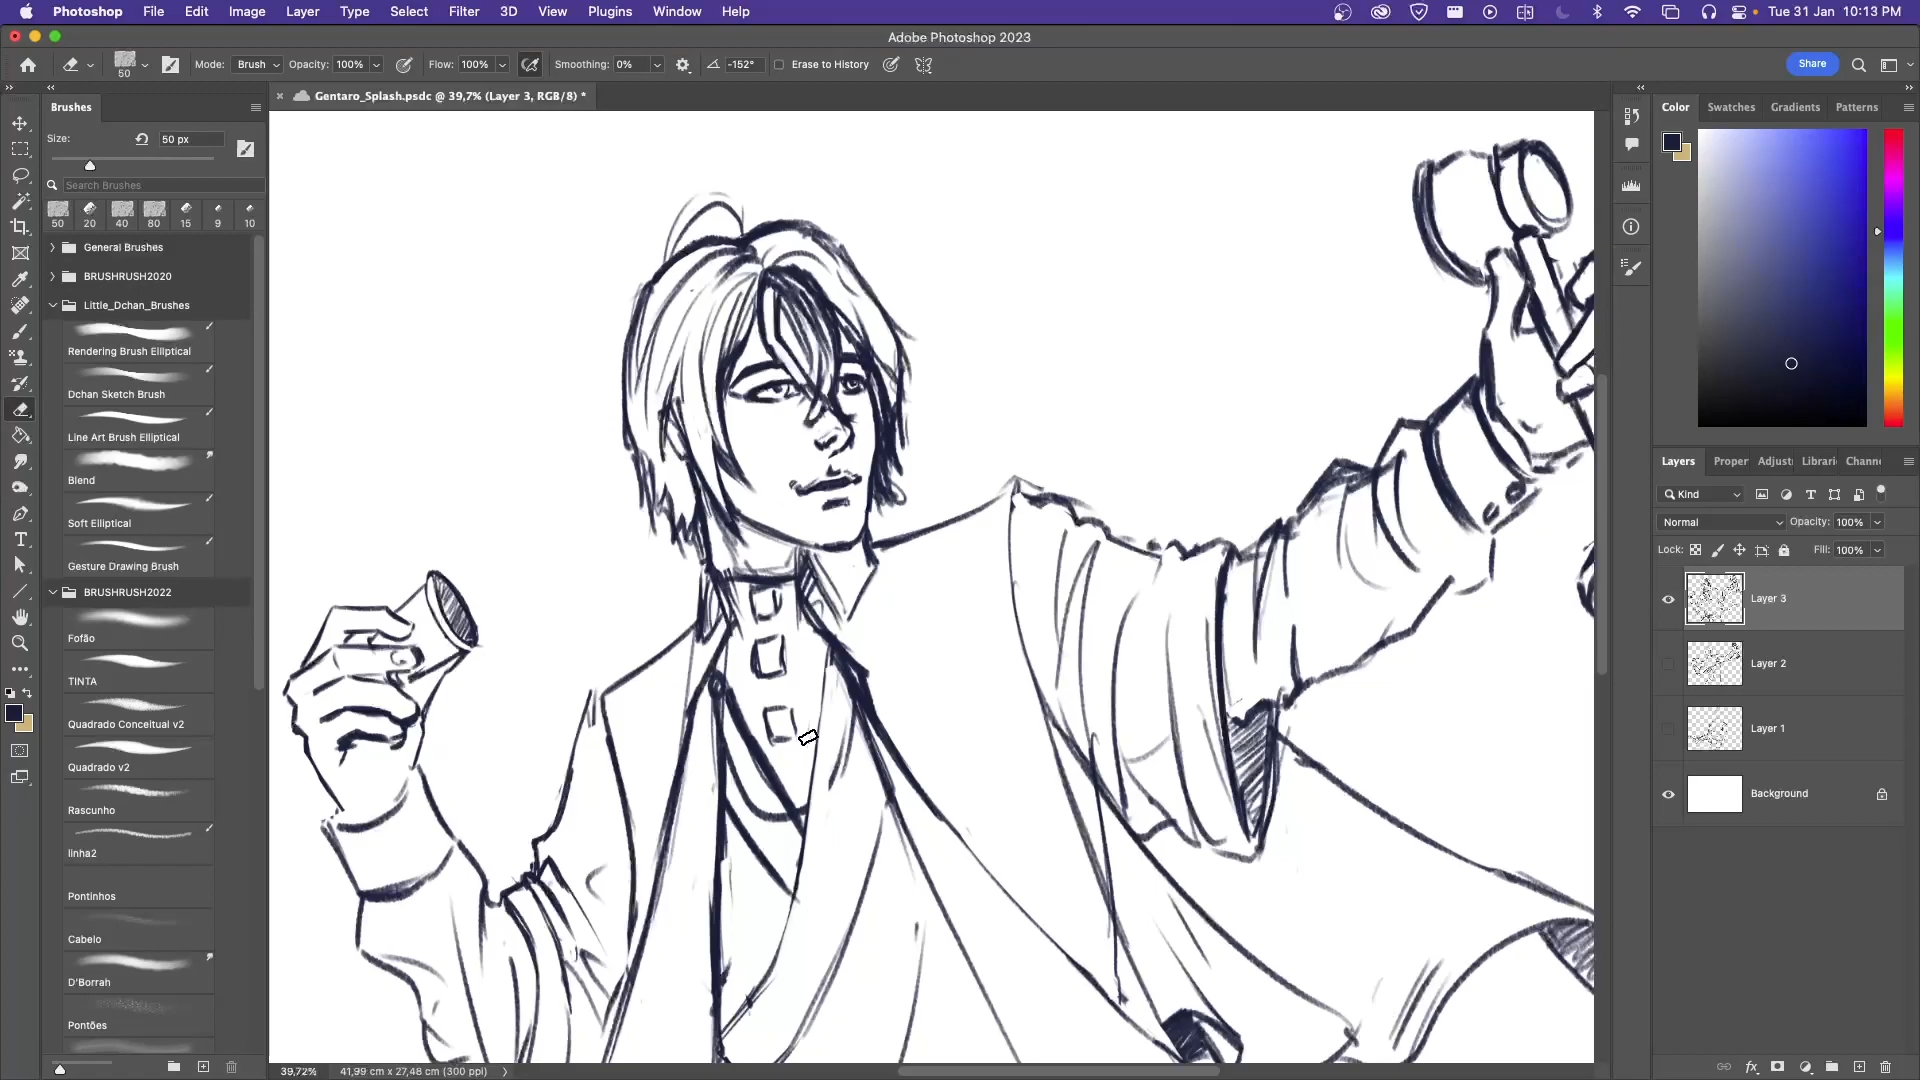 Photoshop File Edit Image Layer Type Select Filter 3D View Plugins Window Help Tue 31 Jan 10:13 PM
Adobe Photoshop 2023
50 Mode: Brush Opacity: 100% Flow: 100% Smoothing: 0% -152° Erase to History Share
Gentaro_Splash.psdc @ 39,7% (Layer 3, RGB/8) *
Brushes
Size: 50 px
Search Brushes
50 20 40 80 15 9 10
General Brushes
BRUSHRUSH2020
Little_Dchan_Brushes
Rendering Brush Elliptical
Dchan Sketch Brush
Line Art Brush Elliptical
Blend
Soft Elliptical
Gesture Drawing Brush
BRUSHRUSH2022
Fofão
TINTA
Quadrado Conceitual v2
Quadrado v2
Rascunho
linha2
Pontinhos
Cabelo
D'Borrah
Pontões
39,72% 41,99 cm x 27,48 cm (300 ppi)
Color Swatches Gradients Patterns
Layers Proper Adjust Librari Chann
Kind
Normal Opacity: 100%
Lock: Fill: 100%
Layer 3
Layer 2
Layer 1
Background
fx